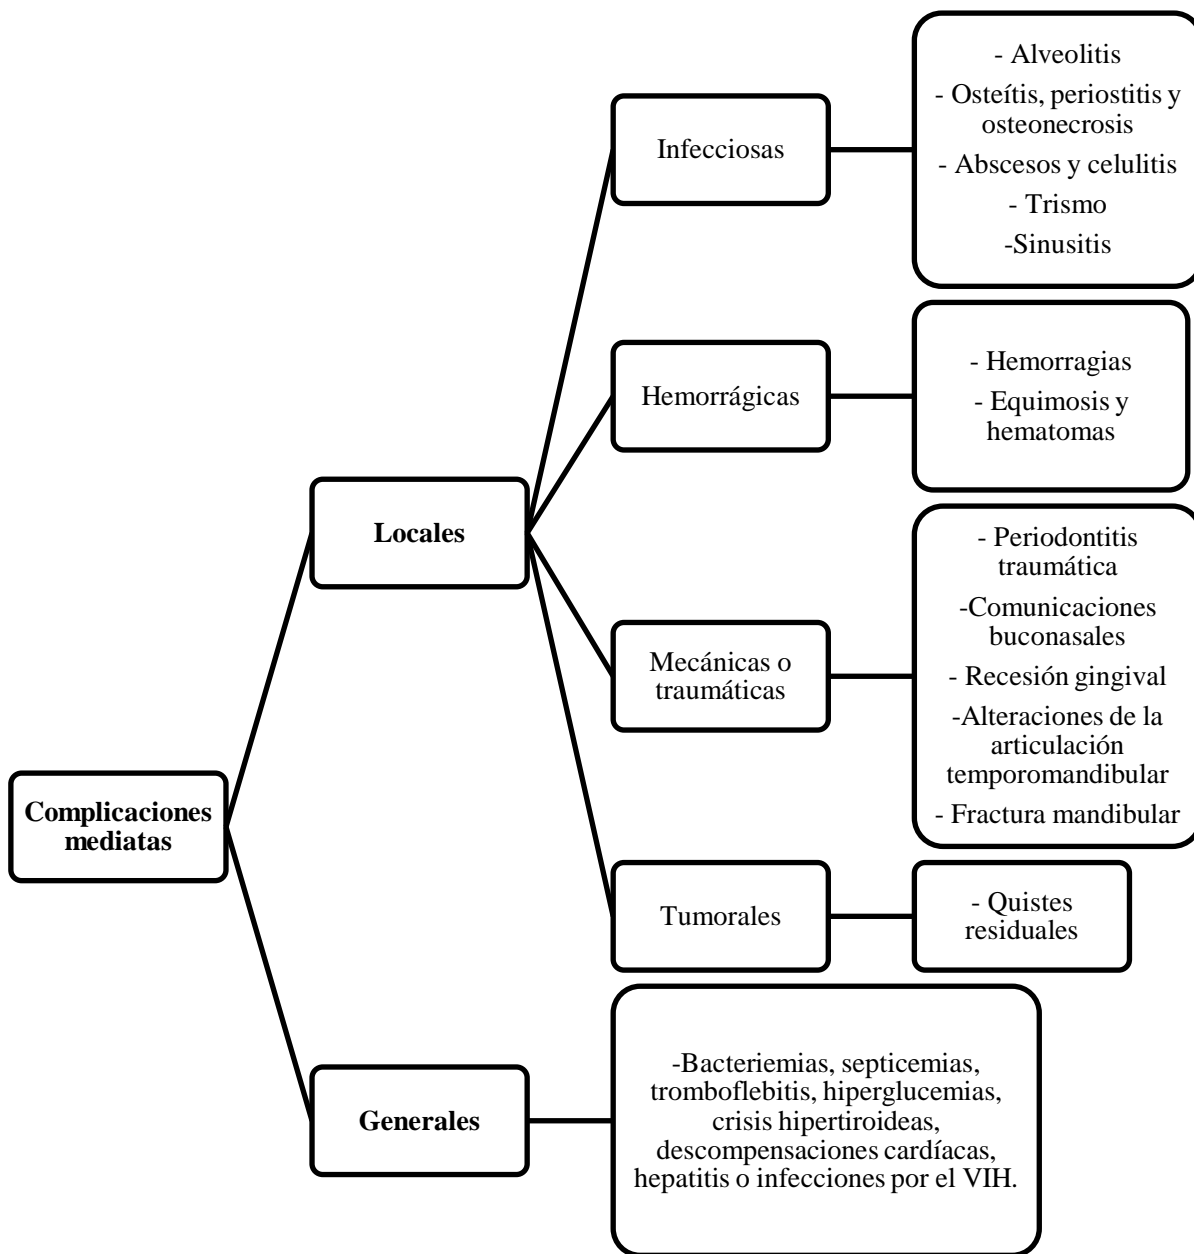 Complicaciones
mediatas
Locales
Infecciosas
- Alveolitis
- Osteítis, periostitis y
osteonecrosis
- Abscesos y celulitis
- Trismo
-Sinusitis
Hemorrágicas
- Hemorragias
- Equimosis y
hematomas
Mecánicas o
traumáticas
- Periodontitis
traumática
-Comunicaciones
buconasales
- Recesión gingival
-Alteraciones de la
articulación
temporomandibular
- Fractura mandibular
Tumorales
- Quistes
residuales
Generales
-Bacteriemias, septicemias,
tromboflebitis, hiperglucemias,
crisis hipertiroideas,
descompensaciones cardíacas,
hepatitis o infecciones por el VIH.